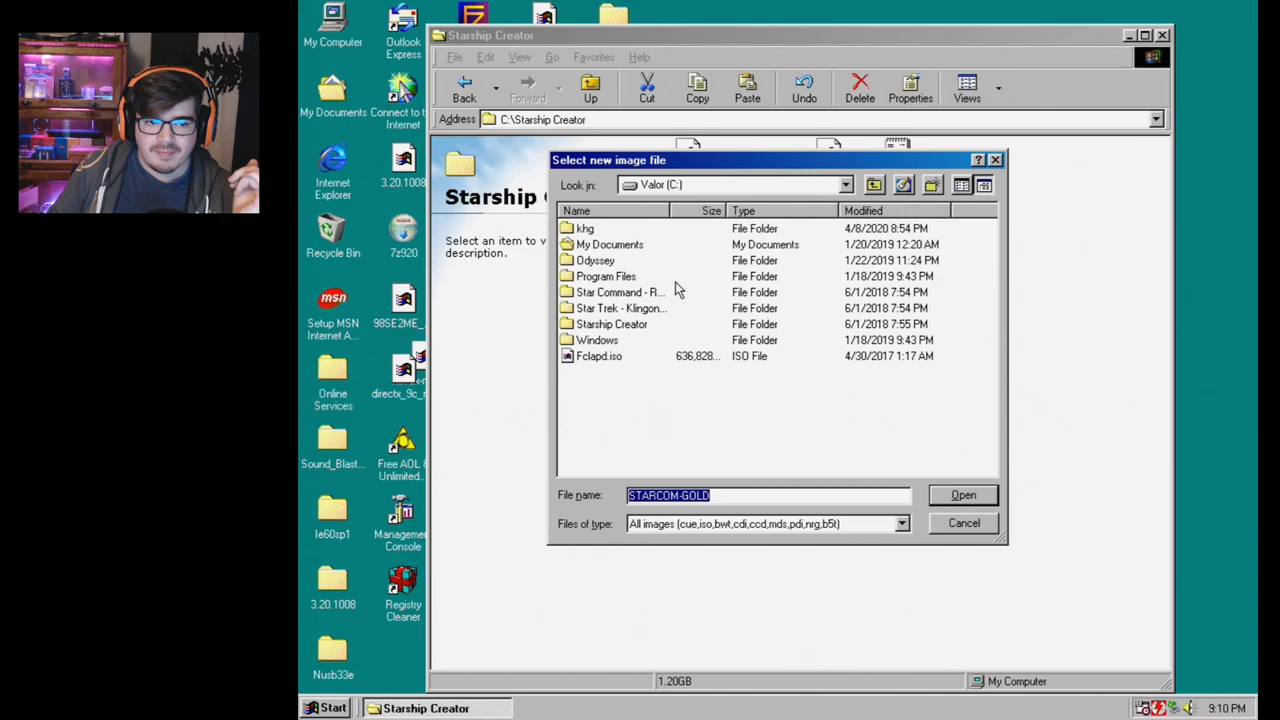 My Computer
Outlook
Express
My Documents
Connect to t
Internet
Internet
Explorer
3.20.1008
Recycle Bin
7z920
msn
Setup MSN
Internet A...
98SE2ME_
Online
Services
directx_9c_r
Sound_Blast...
Free AOL 8
Unlimited
Ie60sp1
Manageme
Console
3.20.1008
Registry
Cleaner
Nusb33e
Starship Creator
File Edit View Go Favorites Help
Back Forward Up Cut Copy Paste Undo Delete Properties Views
Address C:\Starship Creator
Starship
Select an item to v
description.
Select new image file
Look in: Valor (C:)
Name Size Type Modified
khg File Folder 4/8/2020 8:54 PM
My Documents My Documents 1/20/2019 12:20 AM
Odyssey File Folder 1/22/2019 11:24 PM
Program Files File Folder 1/18/2019 9:43 PM
Star Command - R... File Folder 6/1/2018 7:54 PM
Star Trek - Klingon... File Folder 6/1/2018 7:54 PM
Starship Creator File Folder 6/1/2018 7:55 PM
Windows File Folder 1/18/2019 9:43 PM
Fclapd.iso 636,828... ISO File 4/30/2017 1:17 AM
File name: STARCOM-GOLD Open
Files of type: All images (cue,iso,bwt,cdi,ccd,mds,pdi,nrg,b5t) Cancel
1.20GB My Computer
Start Starship Creator 9:10 PM